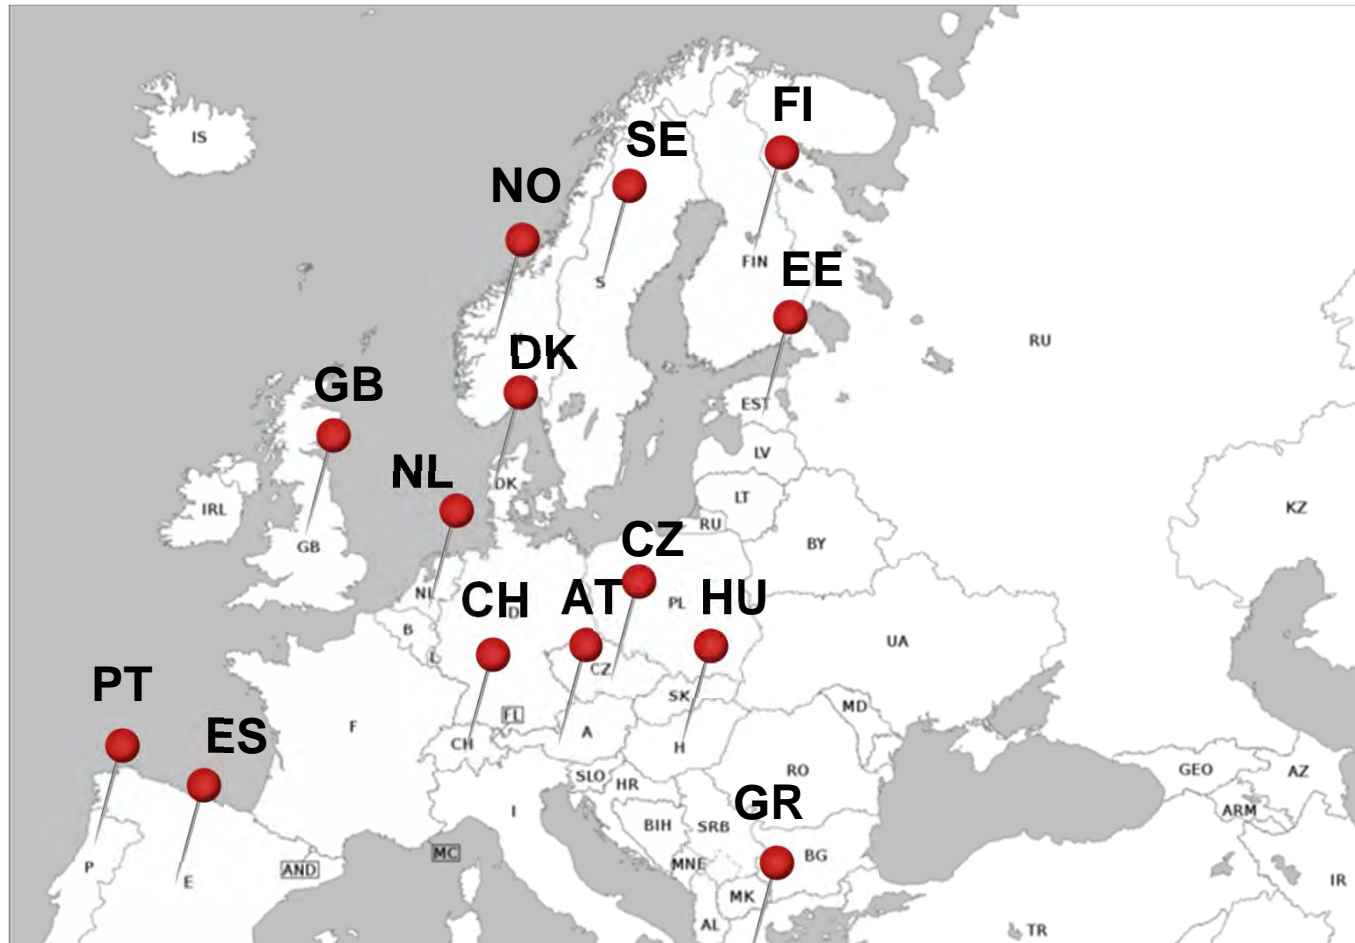 FI
SE
IS
NO
S
FIN
EE
RU
DK
GB
EST
LV
NL
DK
LT
IRL
KZ
RU
CZ
BY
GB
NL
CH
D
AT
PL
HU
B
L
UA
CZ
PT
SK
MD
FL
ES
F
CH
A
H
RO
GEO
AZ
SLO
HR
GR
I
ARM
BIH
SRB
MC
BG
MNE
P
AND
E
IR
MK
AL
TR